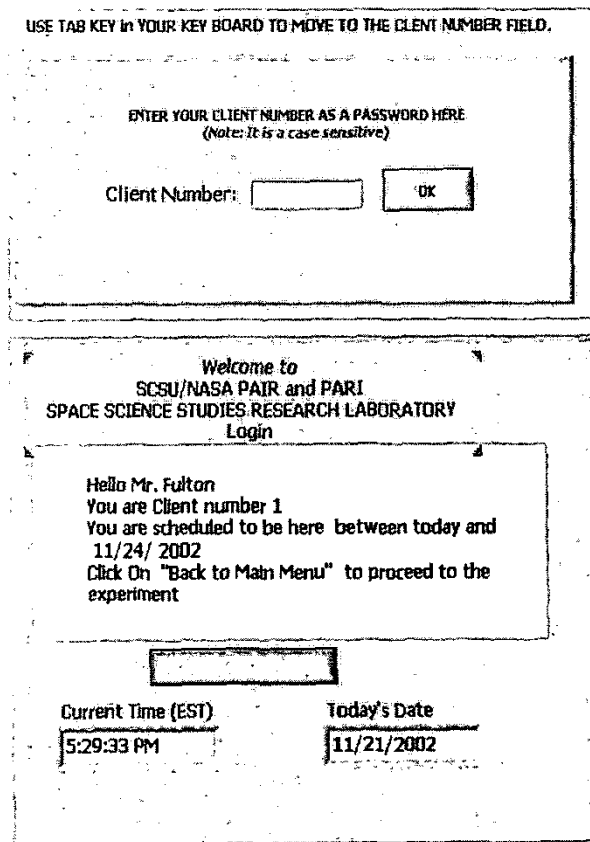 USE TAB KEY in YOUR KEY BOARD TO MOVE TO THE CLENT NUMBER FIELD.
ENTER YOUR CLIENT NUMBER AS A PASSWORD HERE
(Note: It is a case sensitive)
Client Number:
OK
Welcome to
SCSU/NASA PAIR and PARI
SPACE SCIENCE STUDIES RESEARCH LABORATORY
Login
Hello Mr. Fulton
You are Client number 1
You are scheduled to be here between today and
11/24/ 2002
Click On "Back to Main Menu" to proceed to the
experiment
Current Time (EST)
Today's Date
5:29:33 PM
11/21/2002